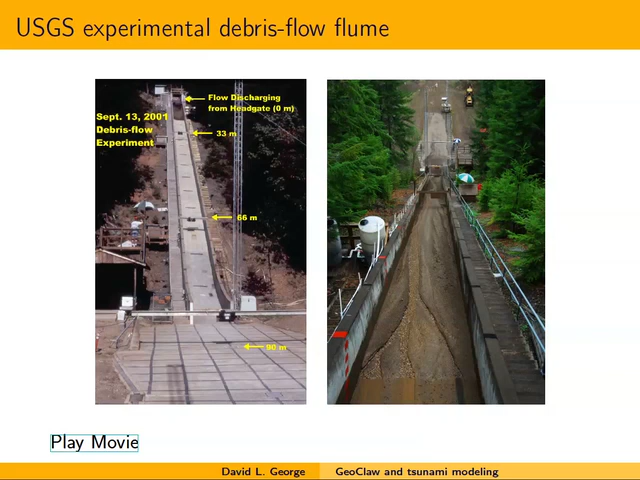 USGS experimental debris-flow flume
Flow Discharging
from Headgate (0 m)
Sept. 13, 2001
Debris-flow
Experiment
33 m
66 m
90 m
Play Movie
David L. George
GeoClaw and tsunami modeling